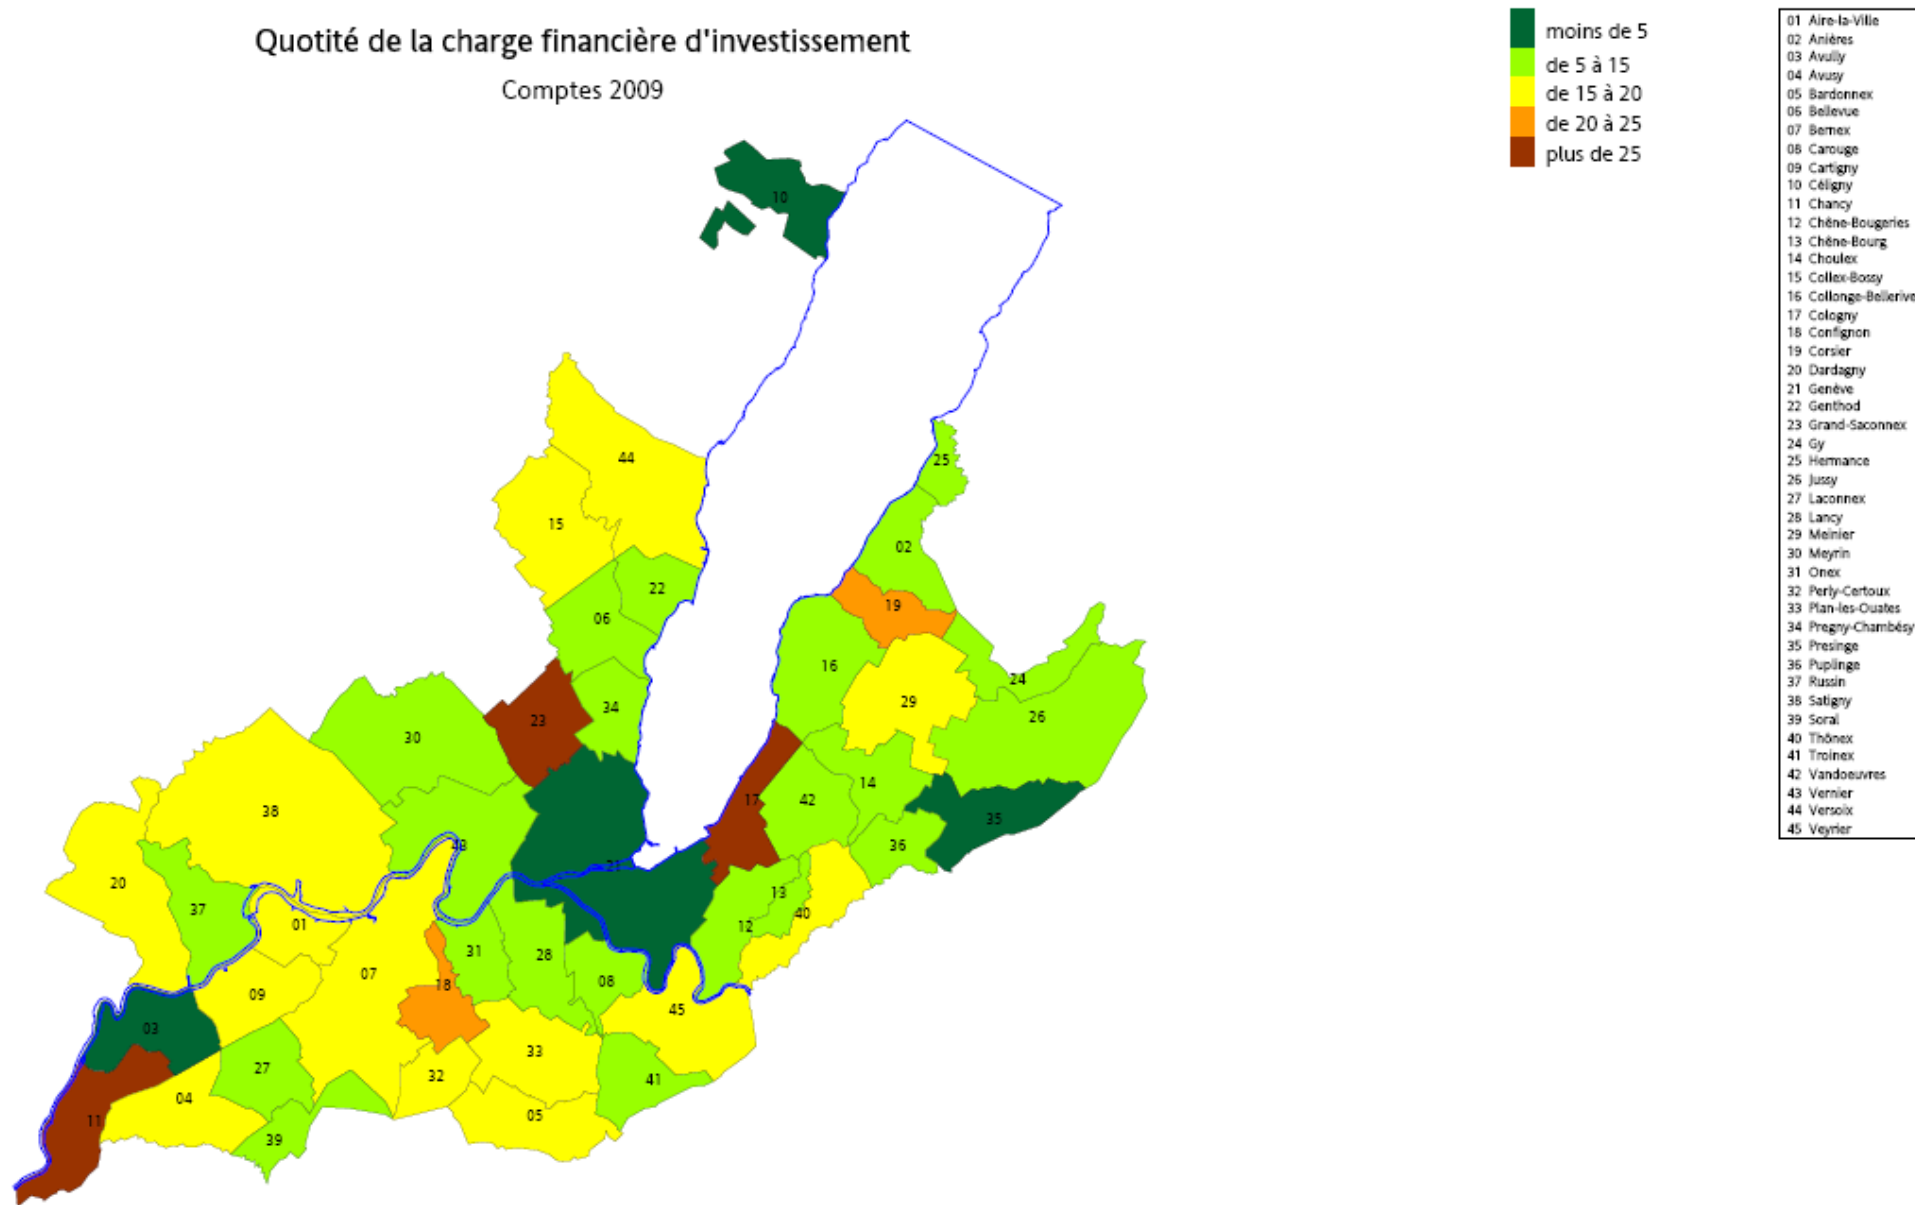 Quotité de la charge financière d'investissement
Comptes 2009
moins de 5
de 5 à 15
de 15 à 20
de 20 à 25
plus de 25
01 Aire-la-Ville
02 Anières
03 Avully
04 Avusy
05 Bardonnex
06 Bellevue
07 Bernex
08 Carouge
09 Cartigny
10 Céligny
11 Chancy
12 Chêne-Bougeries
13 Chêne-Bourg
14 Choulex
15 Collex-Bossy
16 Collonge-Bellerive
17 Cologny
18 Confignon
19 Corsier
20 Dardagny
21 Genève
22 Genthod
23 Grand-Saconnex
24 Gy
25 Hermance
26 Jussy
27 Laconnex
28 Lancy
29 Meinier
30 Meyrin
31 Onex
32 Perly-Certoux
33 Plan-les-Ouates
34 Pregny-Chambésy
35 Presinge
36 Puplinge
37 Russin
38 Satigny
39 Soral
40 Thônex
41 Troinex
42 Vandoeuvres
43 Vernier
44 Versoix
45 Veyrier
10
44
25
15
02
22
19
06
16
24
29
34
26
23
30
14
17
42
38
35
43
36
21
20
13
37
40
01
12
31
28
07
08
18
09
45
03
33
27
32
41
04
05
11
39